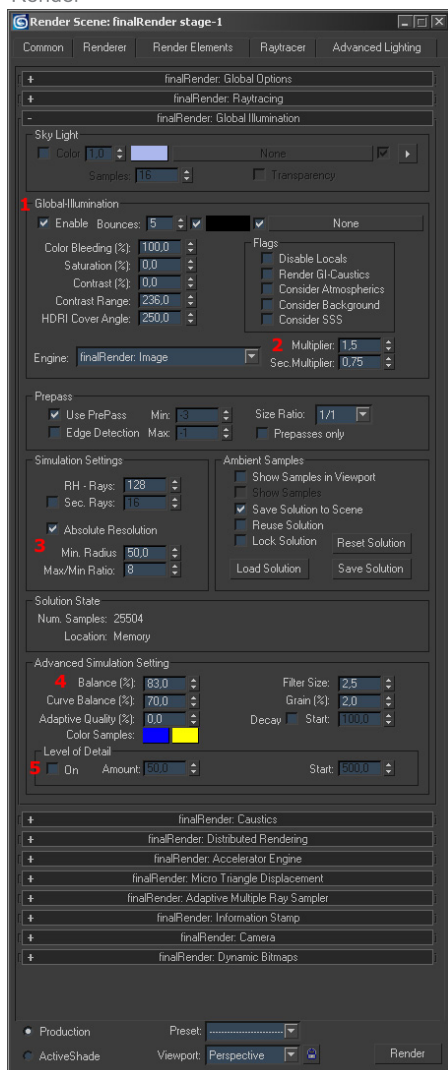 Render
Render Scene: finalRender stage-1
Common Renderer Render Elements Raytracer Advanced Lighting
+ finalRender: Global Options
+ finalRender: Raytracing
- finalRender: Global Illumination
Sky Light
Color 1,0 None
Samples: 16 Transparency
1 Global-Illumination
Enable Bounces: 5 None
Color Bleeding (%): 100,0
Saturation (%): 0,0
Contrast (%): 0,0
Contrast Range: 236,0
HDRI Cover Angle: 250,0
Flags
Disable Locals
Render GI-Caustics
Consider Atmospherics
Consider Background
Consider SSS
Engine: finalRender: Image
2 Multiplier: 1,5
Sec.Multiplier: 0,75
Prepass
Use PrePass Min: -3 Size Ratio: 1/1
Edge Detection Max: -1 Prepasses only
Simulation Settings
RH - Rays: 128
Sec. Rays: 16
Absolute Resolution
3 Min. Radius 50,0
Max/Min Ratio: 8
Ambient Samples
Show Samples in Viewport
Show Samples
Save Solution to Scene
Reuse Solution
Lock Solution Reset Solution
Load Solution Save Solution
Solution State
Num. Samples: 25504
Location: Memory
Advanced Simulation Setting
4 Balance (%): 83,0 Filter Size: 2,5
Curve Balance (%): 70,0 Grain (%): 2,0
Adaptive Quality (%): 0,0 Decay Start: 100,0
Color Samples:
Level of Detail
5 On Amount: 50,0 Start: 500,0
+ finalRender: Caustics
+ finalRender: Distributed Rendering
+ finalRender: Accelerator Engine
+ finalRender: Micro Triangle Displacement
+ finalRender: Adaptive Multiple Ray Sampler
+ finalRender: Information Stamp
+ finalRender: Camera
+ finalRender: Dynamic Bitmaps
Production Preset: -----------------------
ActiveShade Viewport: Perspective Render